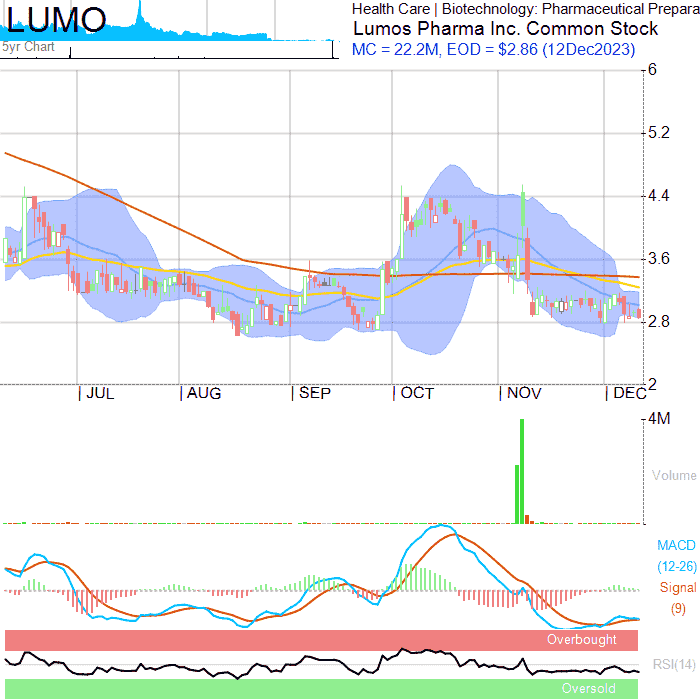 LUMO
5yr Chart
Health Care | Biotechnology: Pharmaceutical Prepara
Lumos Pharma Inc. Common Stock
MC = 22.2M, EOD = $2.86 (12Dec2023)
6
5.2
4.4
3.6
2.8
2
| JUL | AUG | SEP | OCT | NOV | DEC
4M
Volume
MACD
(12-26)
Signal
(9)
Overbought
RSI(14)
Oversold